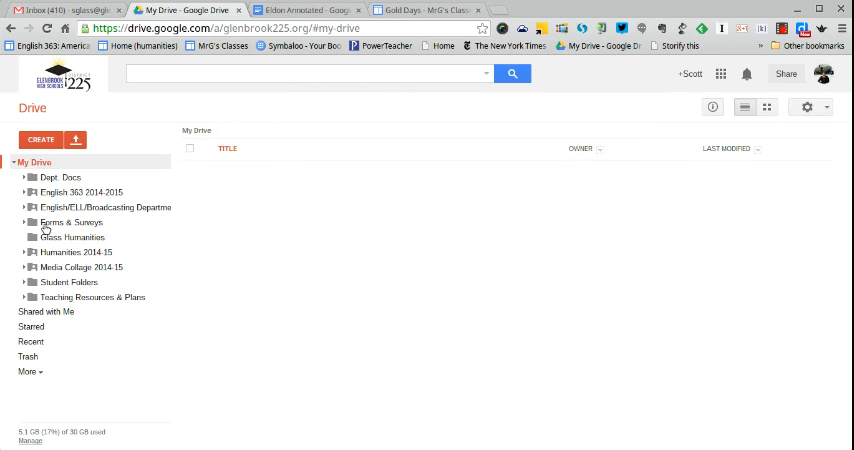 Inbox (410) - sglass@gle
My Drive - Google Drive
Eldon Annotated - Googl
Gold Days - MrG's Class
https://drive.google.com/a/glenbrook225.org/#my-drive
English 363: America
Home (humanities)
MrG's Classes
Symbaloo - Your Boo
PowerTeacher
Home
The New York Times
My Drive - Google Dr
Storify this
»
Other bookmarks
GLENBROOK
HIGH SCHOOLS
DISTRICT
225
+Scott
Share
Drive
CREATE
My Drive
Dept. Docs
English 363 2014-2015
English/ELL/Broadcasting Departme
Forms & Surveys
Glass Humanities
Humanities 2014-15
Media Collage 2014-15
Student Folders
Teaching Resources & Plans
Shared with Me
Starred
Recent
Trash
More
5.1 GB (17%) of 30 GB used
Manage
My Drive
TITLE
OWNER
LAST MODIFIED